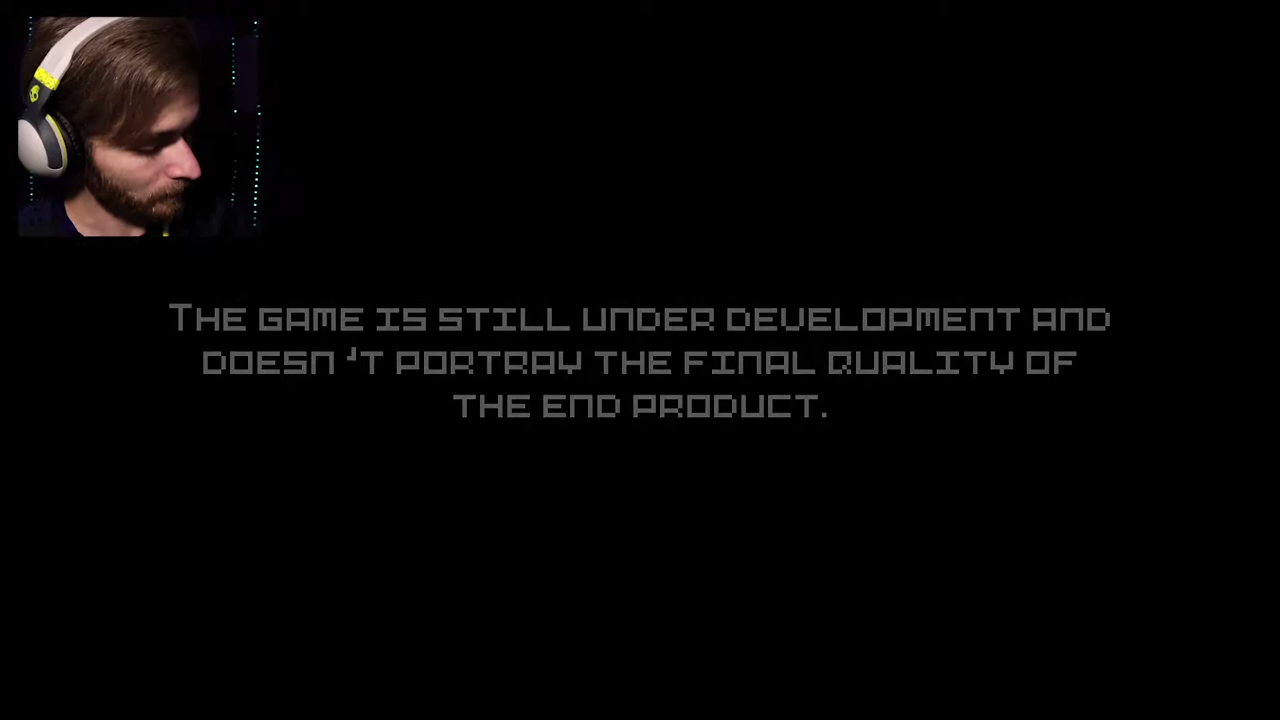 THE GAME IS STILL UNDER DEVELOPMENT AND
DOESN'T PORTRAY THE FINAL QUALITY OF
THE END PRODUCT.